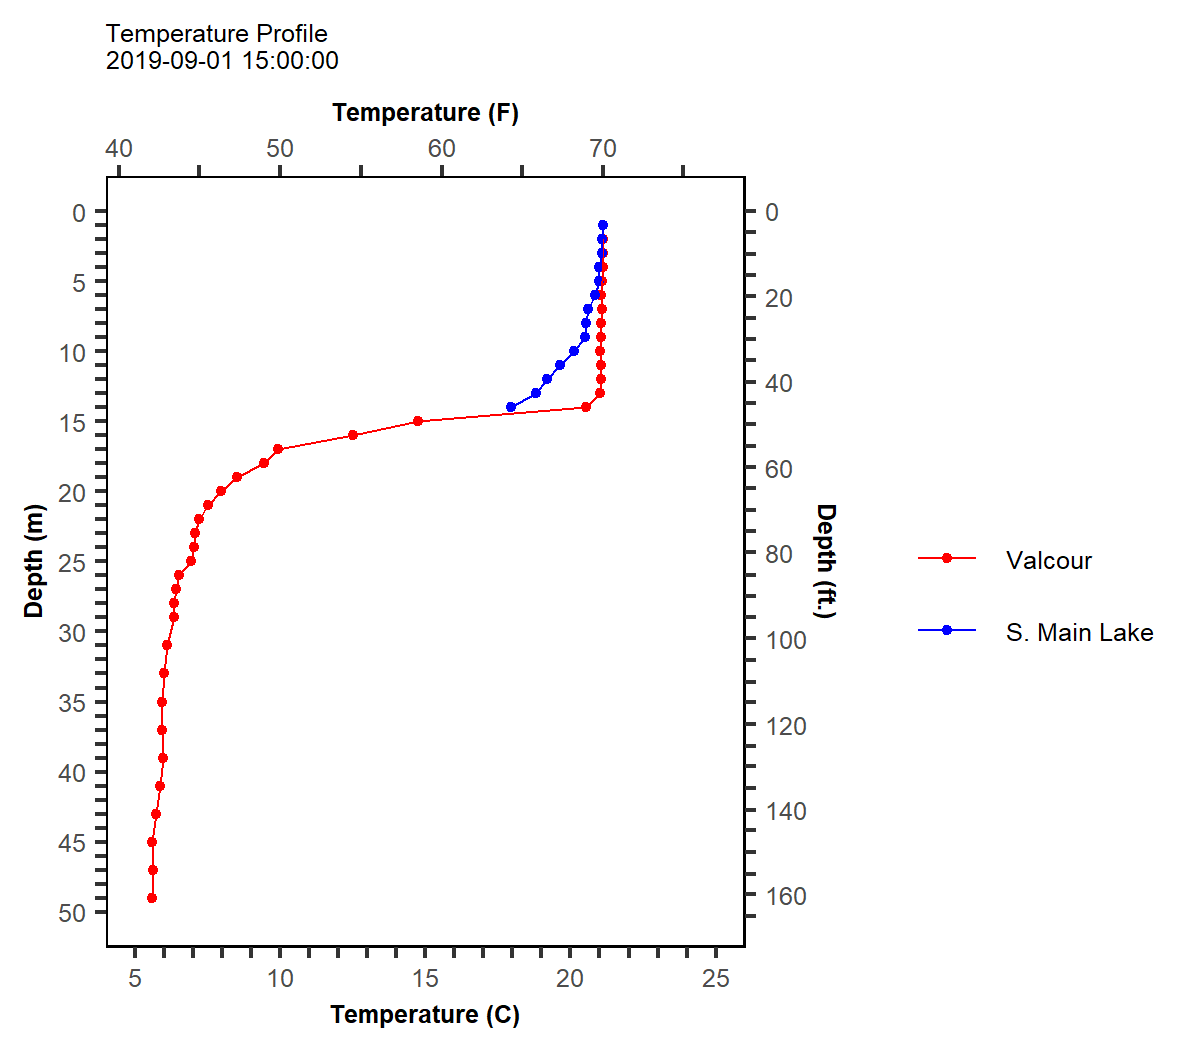 Temperature Profile
2019-09-01 15:00:00
Temperature (F)
40 50 60 70
0
5
10
15
20
25
30
35
40
45
50
Depth (m)
0
20
40
60
80
100
120
140
160
Depth (ft.)
Valcour
S. Main Lake
5 10 15 20 25
Temperature (C)